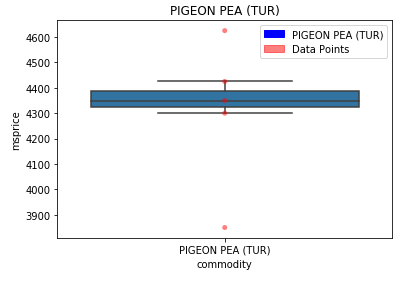 PIGEON PEA (TUR)
PIGEON PEA (TUR)
Data Points
4600
4500
4400
4300
4200
4100
4000
3900
msprice
PIGEON PEA (TUR)
commodity